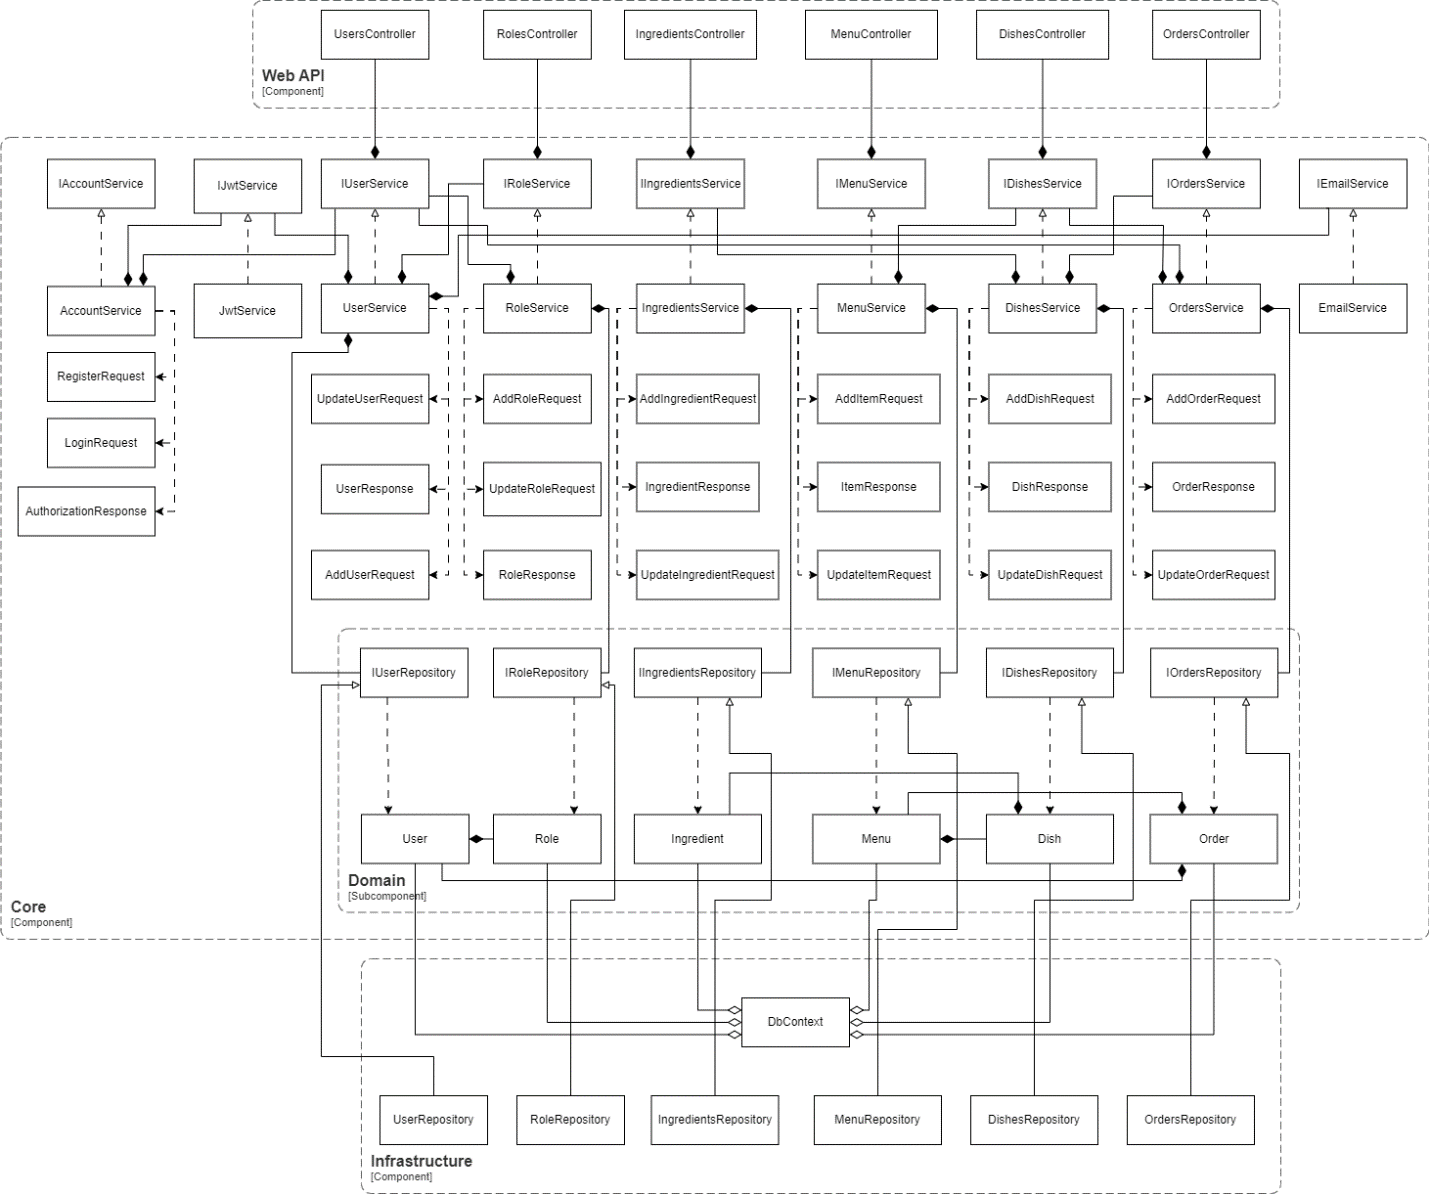 UsersController
RolesController
IngredientsController
MenuController
DishesController
OrdersController
Web API
[Component]
IAccountService
IJwtService
IUserService
IRoleService
IIngredientsService
IMenuService
IDishesService
IOrdersService
IEmailService
AccountService
JwtService
UserService
RoleService
IngredientsService
MenuService
DishesService
OrdersService
EmailService
RegisterRequest
UpdateUserRequest
AddRoleRequest
AddIngredientRequest
AddItemRequest
AddDishRequest
AddOrderRequest
LoginRequest
UserResponse
UpdateRoleRequest
IngredientResponse
ItemResponse
DishResponse
OrderResponse
AuthorizationResponse
AddUserRequest
RoleResponse
UpdateIngredientRequest
UpdateItemRequest
UpdateDishRequest
UpdateOrderRequest
IUserRepository
IRoleRepository
IIngredientsRepository
IMenuRepository
IDishesRepository
IOrdersRepository
User
Role
Ingredient
Menu
Dish
Order
Domain
[Subcomponent]
Core
[Component]
DbContext
UserRepository
RoleRepository
IngredientsRepository
MenuRepository
DishesRepository
OrdersRepository
Infrastructure
[Component]